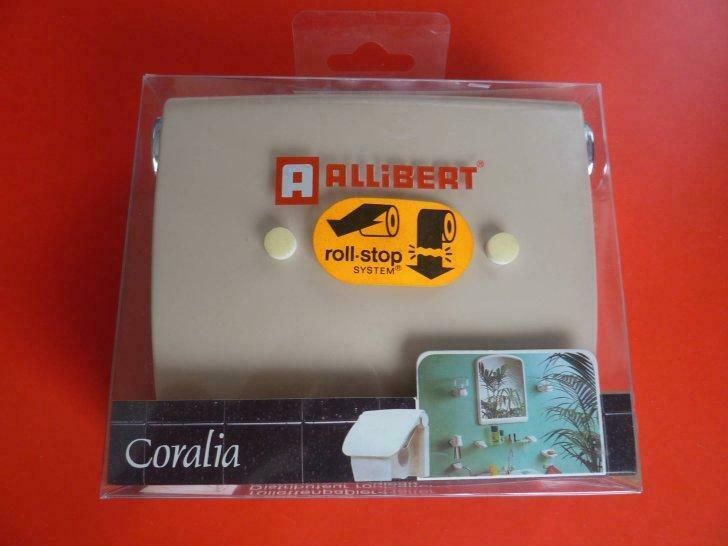 A ALLiBERT®
roll-stop
SYSTEM®
Coralia